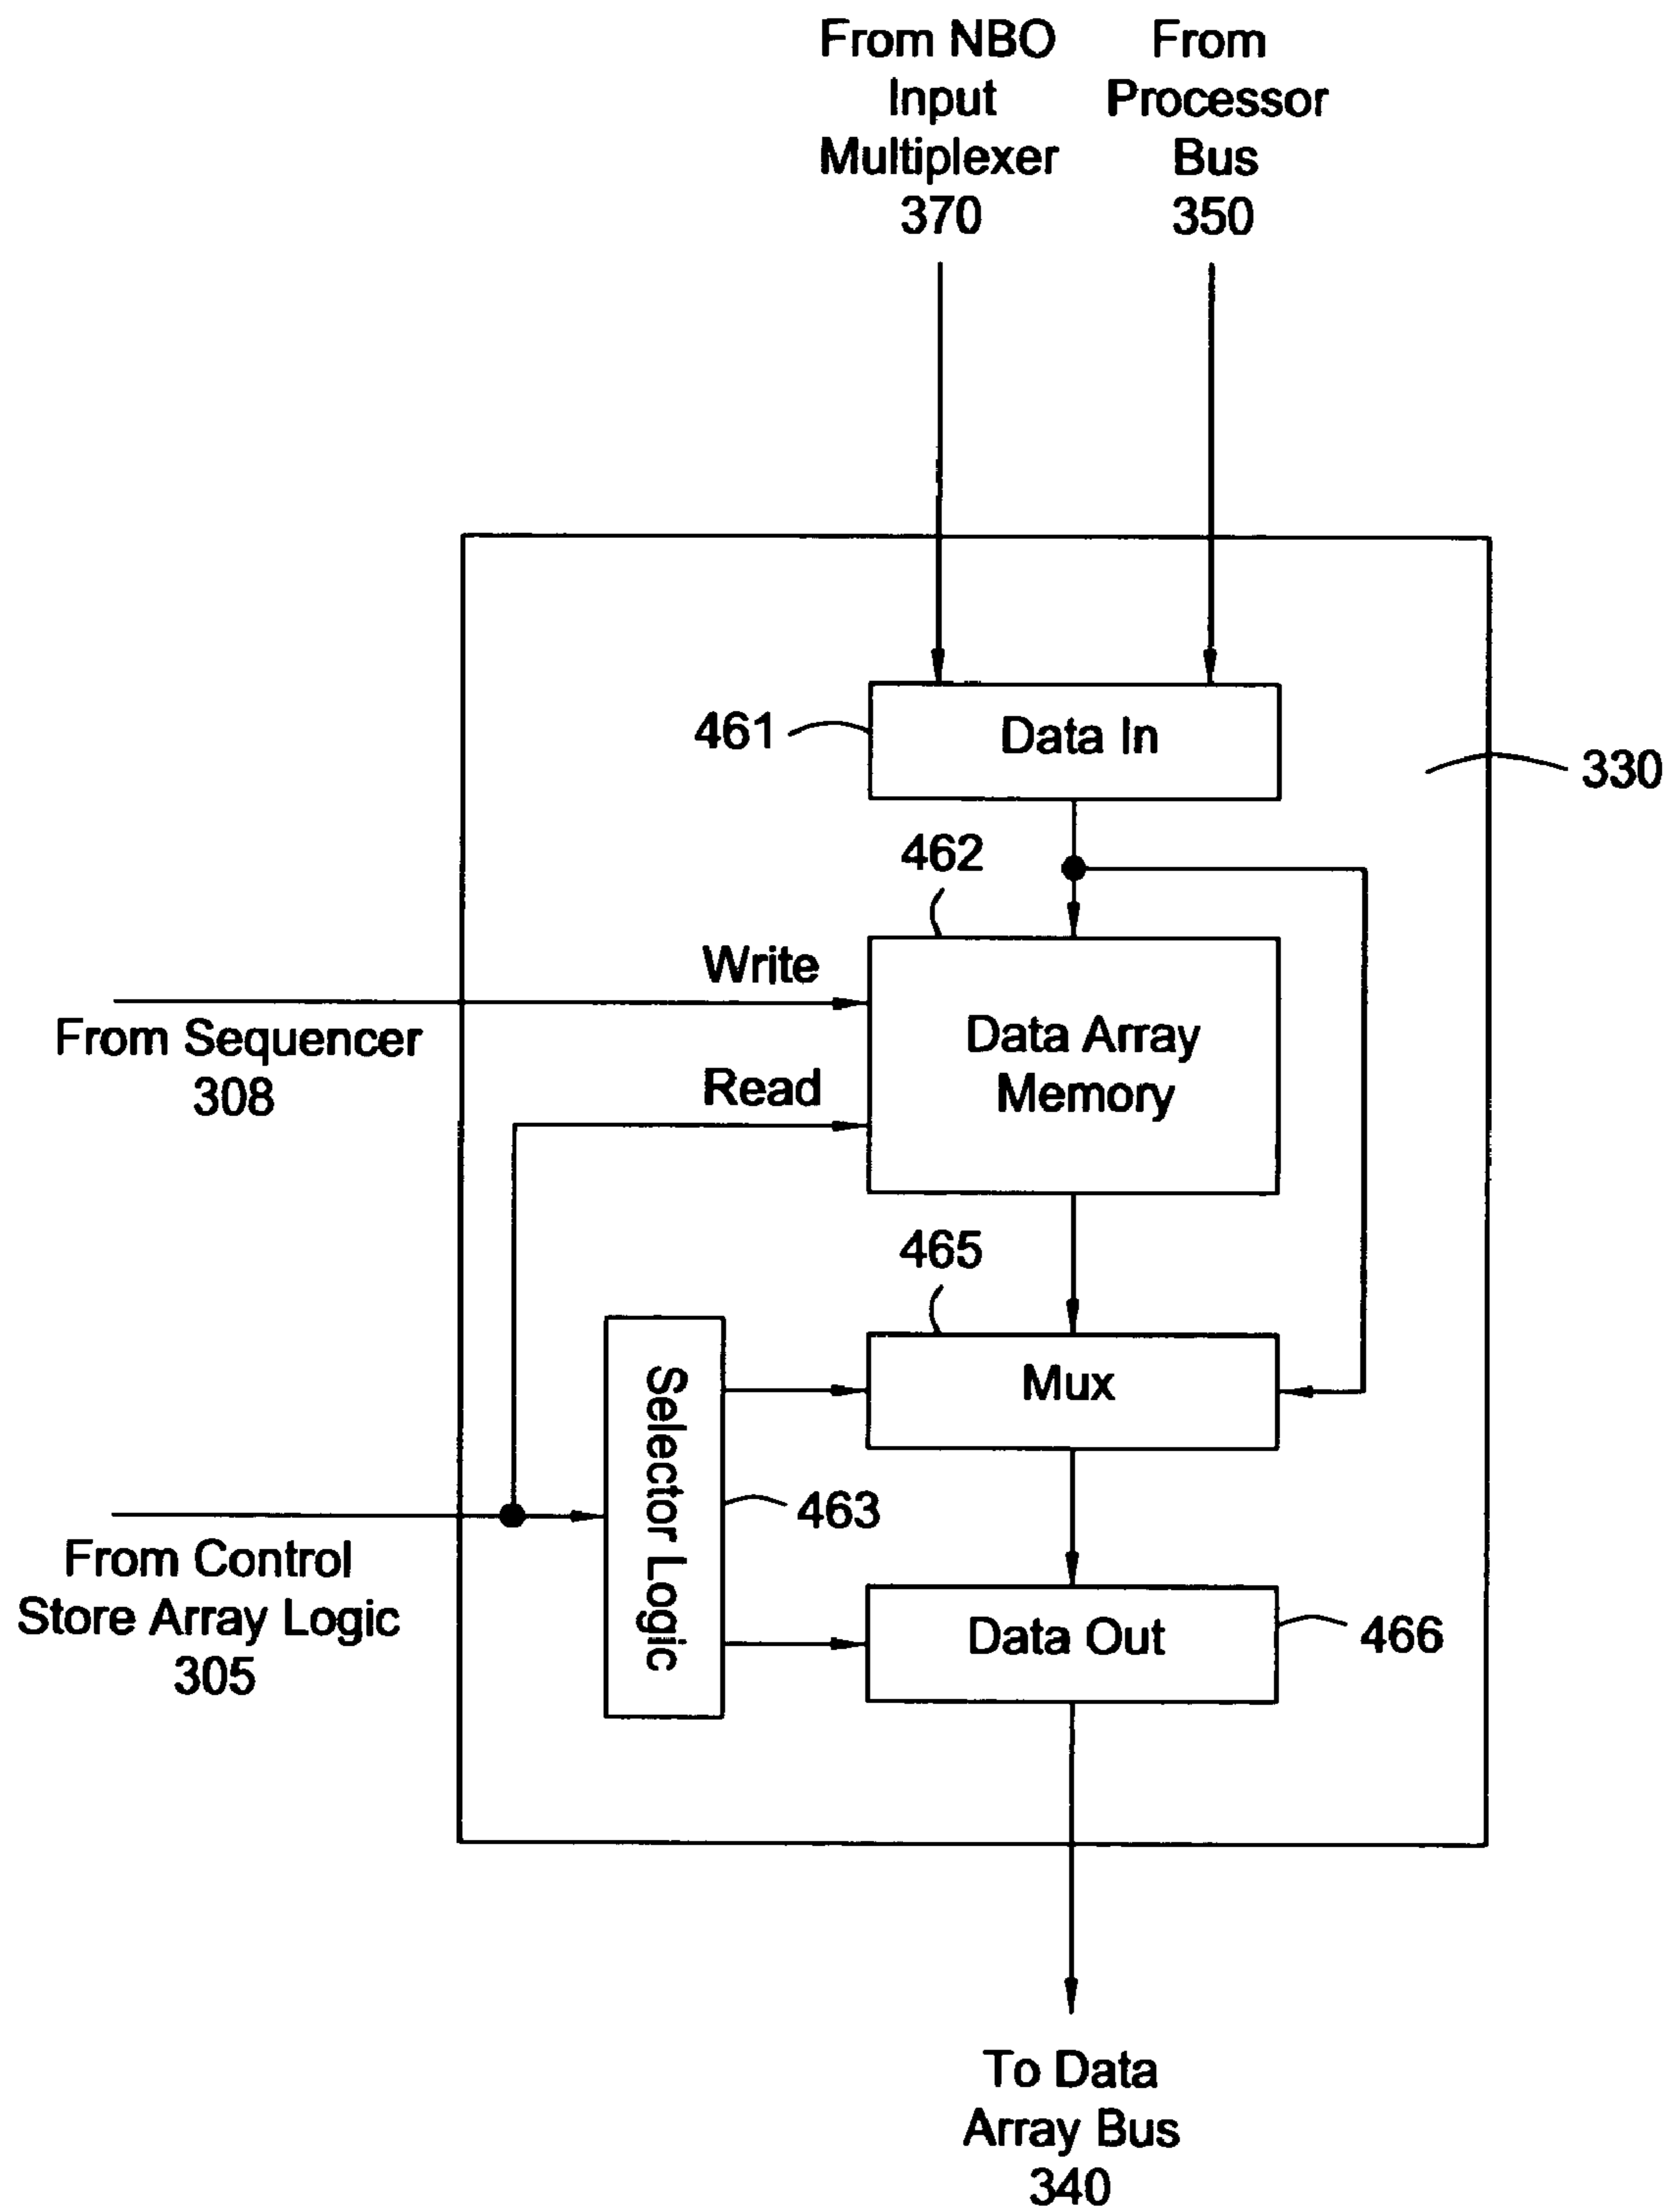 From NBO
Input
Multiplexer
370
From
Processor
Bus
350
461
Data In
330
462
Write
From Sequencer
308
Data Array
Memory
Read
465
Mux
Selector Logic
463
From Control
Store Array Logic
305
Data Out
466
To Data
Array Bus
340